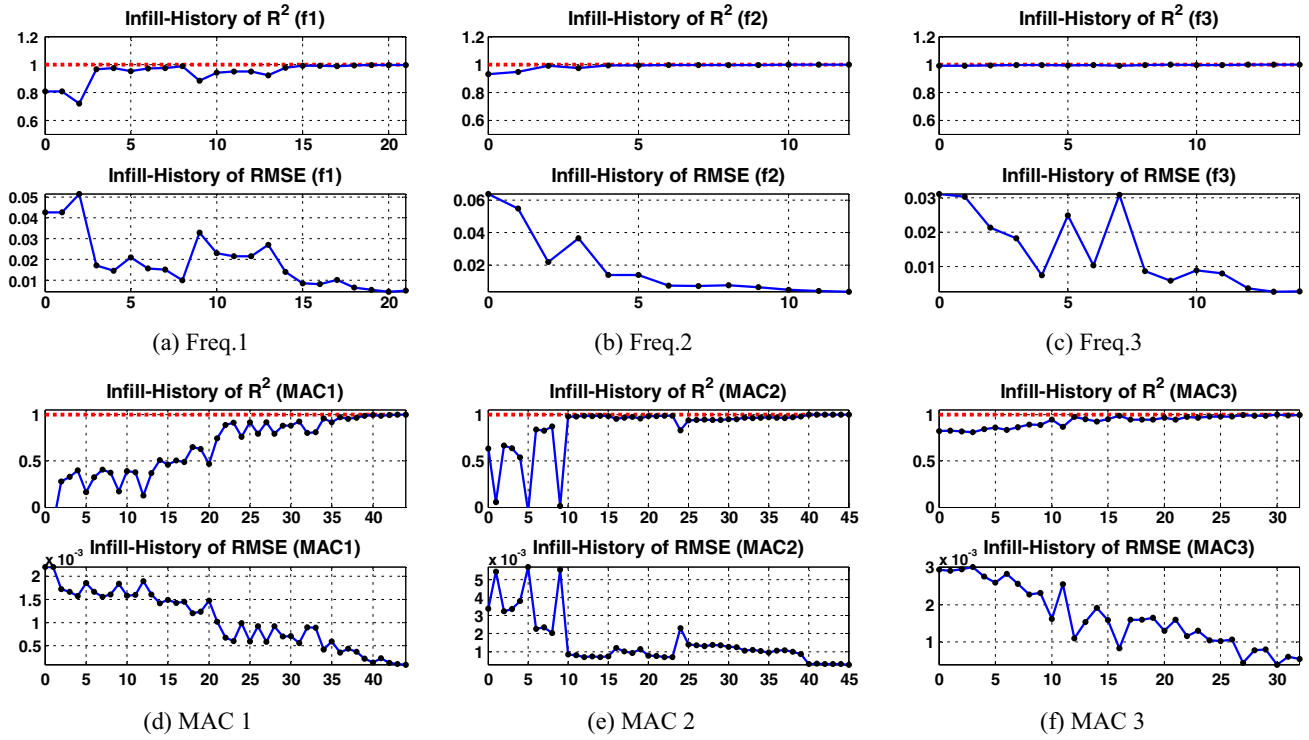 Infill-History of R² (f1)
1.2
1
0.8
0.6
0 5 10 15 20
Infill-History of RMSE (f1)
0.05
0.04
0.03
0.02
0.01
0 5 10 15 20
(a) Freq.1
Infill-History of R² (f2)
1.2
1
0.8
0.6
0 5 10
Infill-History of RMSE (f2)
0.06
0.04
0.02
0 5 10
(b) Freq.2
Infill-History of R² (f3)
1.2
1
0.8
0.6
0 5 10
Infill-History of RMSE (f3)
0.03
0.02
0.01
0 5 10
(c) Freq.3
Infill-History of R² (MAC1)
1
0.5
0
0 5 10 15 20 25 30 35 40
x 10⁻³ Infill-History of RMSE (MAC1)
2
1.5
1
0.5
0 5 10 15 20 25 30 35 40
(d) MAC 1
Infill-History of R² (MAC2)
1
0.5
0
0 5 10 15 20 25 30 35 40 45
x 10⁻³ Infill-History of RMSE (MAC2)
5
4
3
2
1
0 5 10 15 20 25 30 35 40 45
(e) MAC 2
Infill-History of R² (MAC3)
1
0.5
0
0 5 10 15 20 25 30
x 10⁻³ Infill-History of RMSE (MAC3)
3
2
1
0 5 10 15 20 25 30
(f) MAC 3